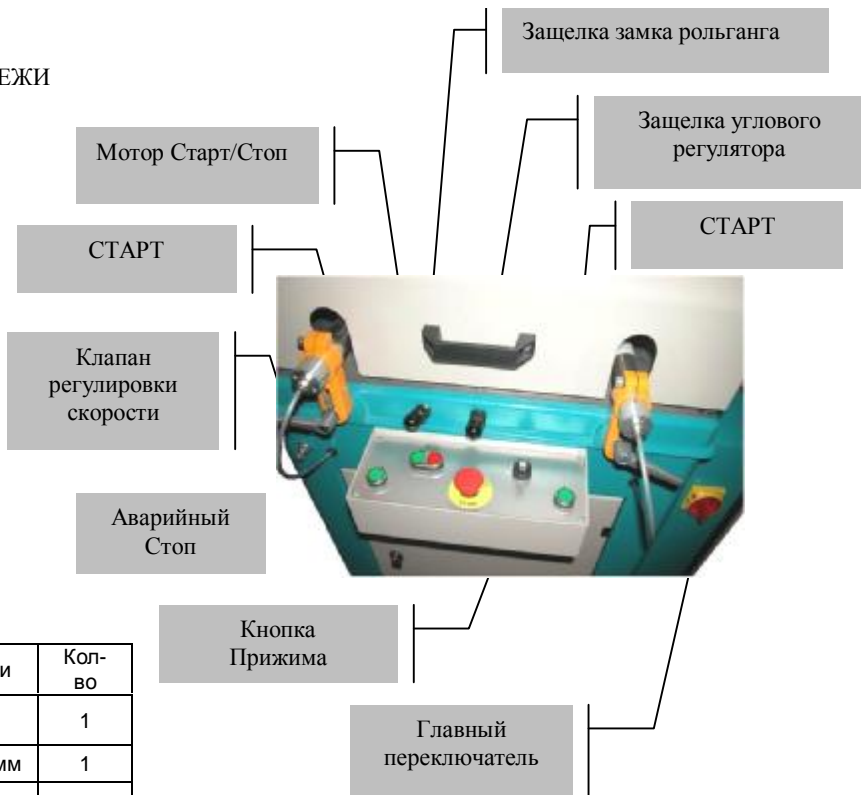 ЕЖИ
Защелка замка рольганга
Защелка углового
регулятора
Мотор Старт/Стоп
СТАРТ
СТАРТ
Клапан
регулировки
скорости
Аварийный
Стоп
Кнопка
Прижима
Главный
переключатель
и
Кол-
во
1
мм
1